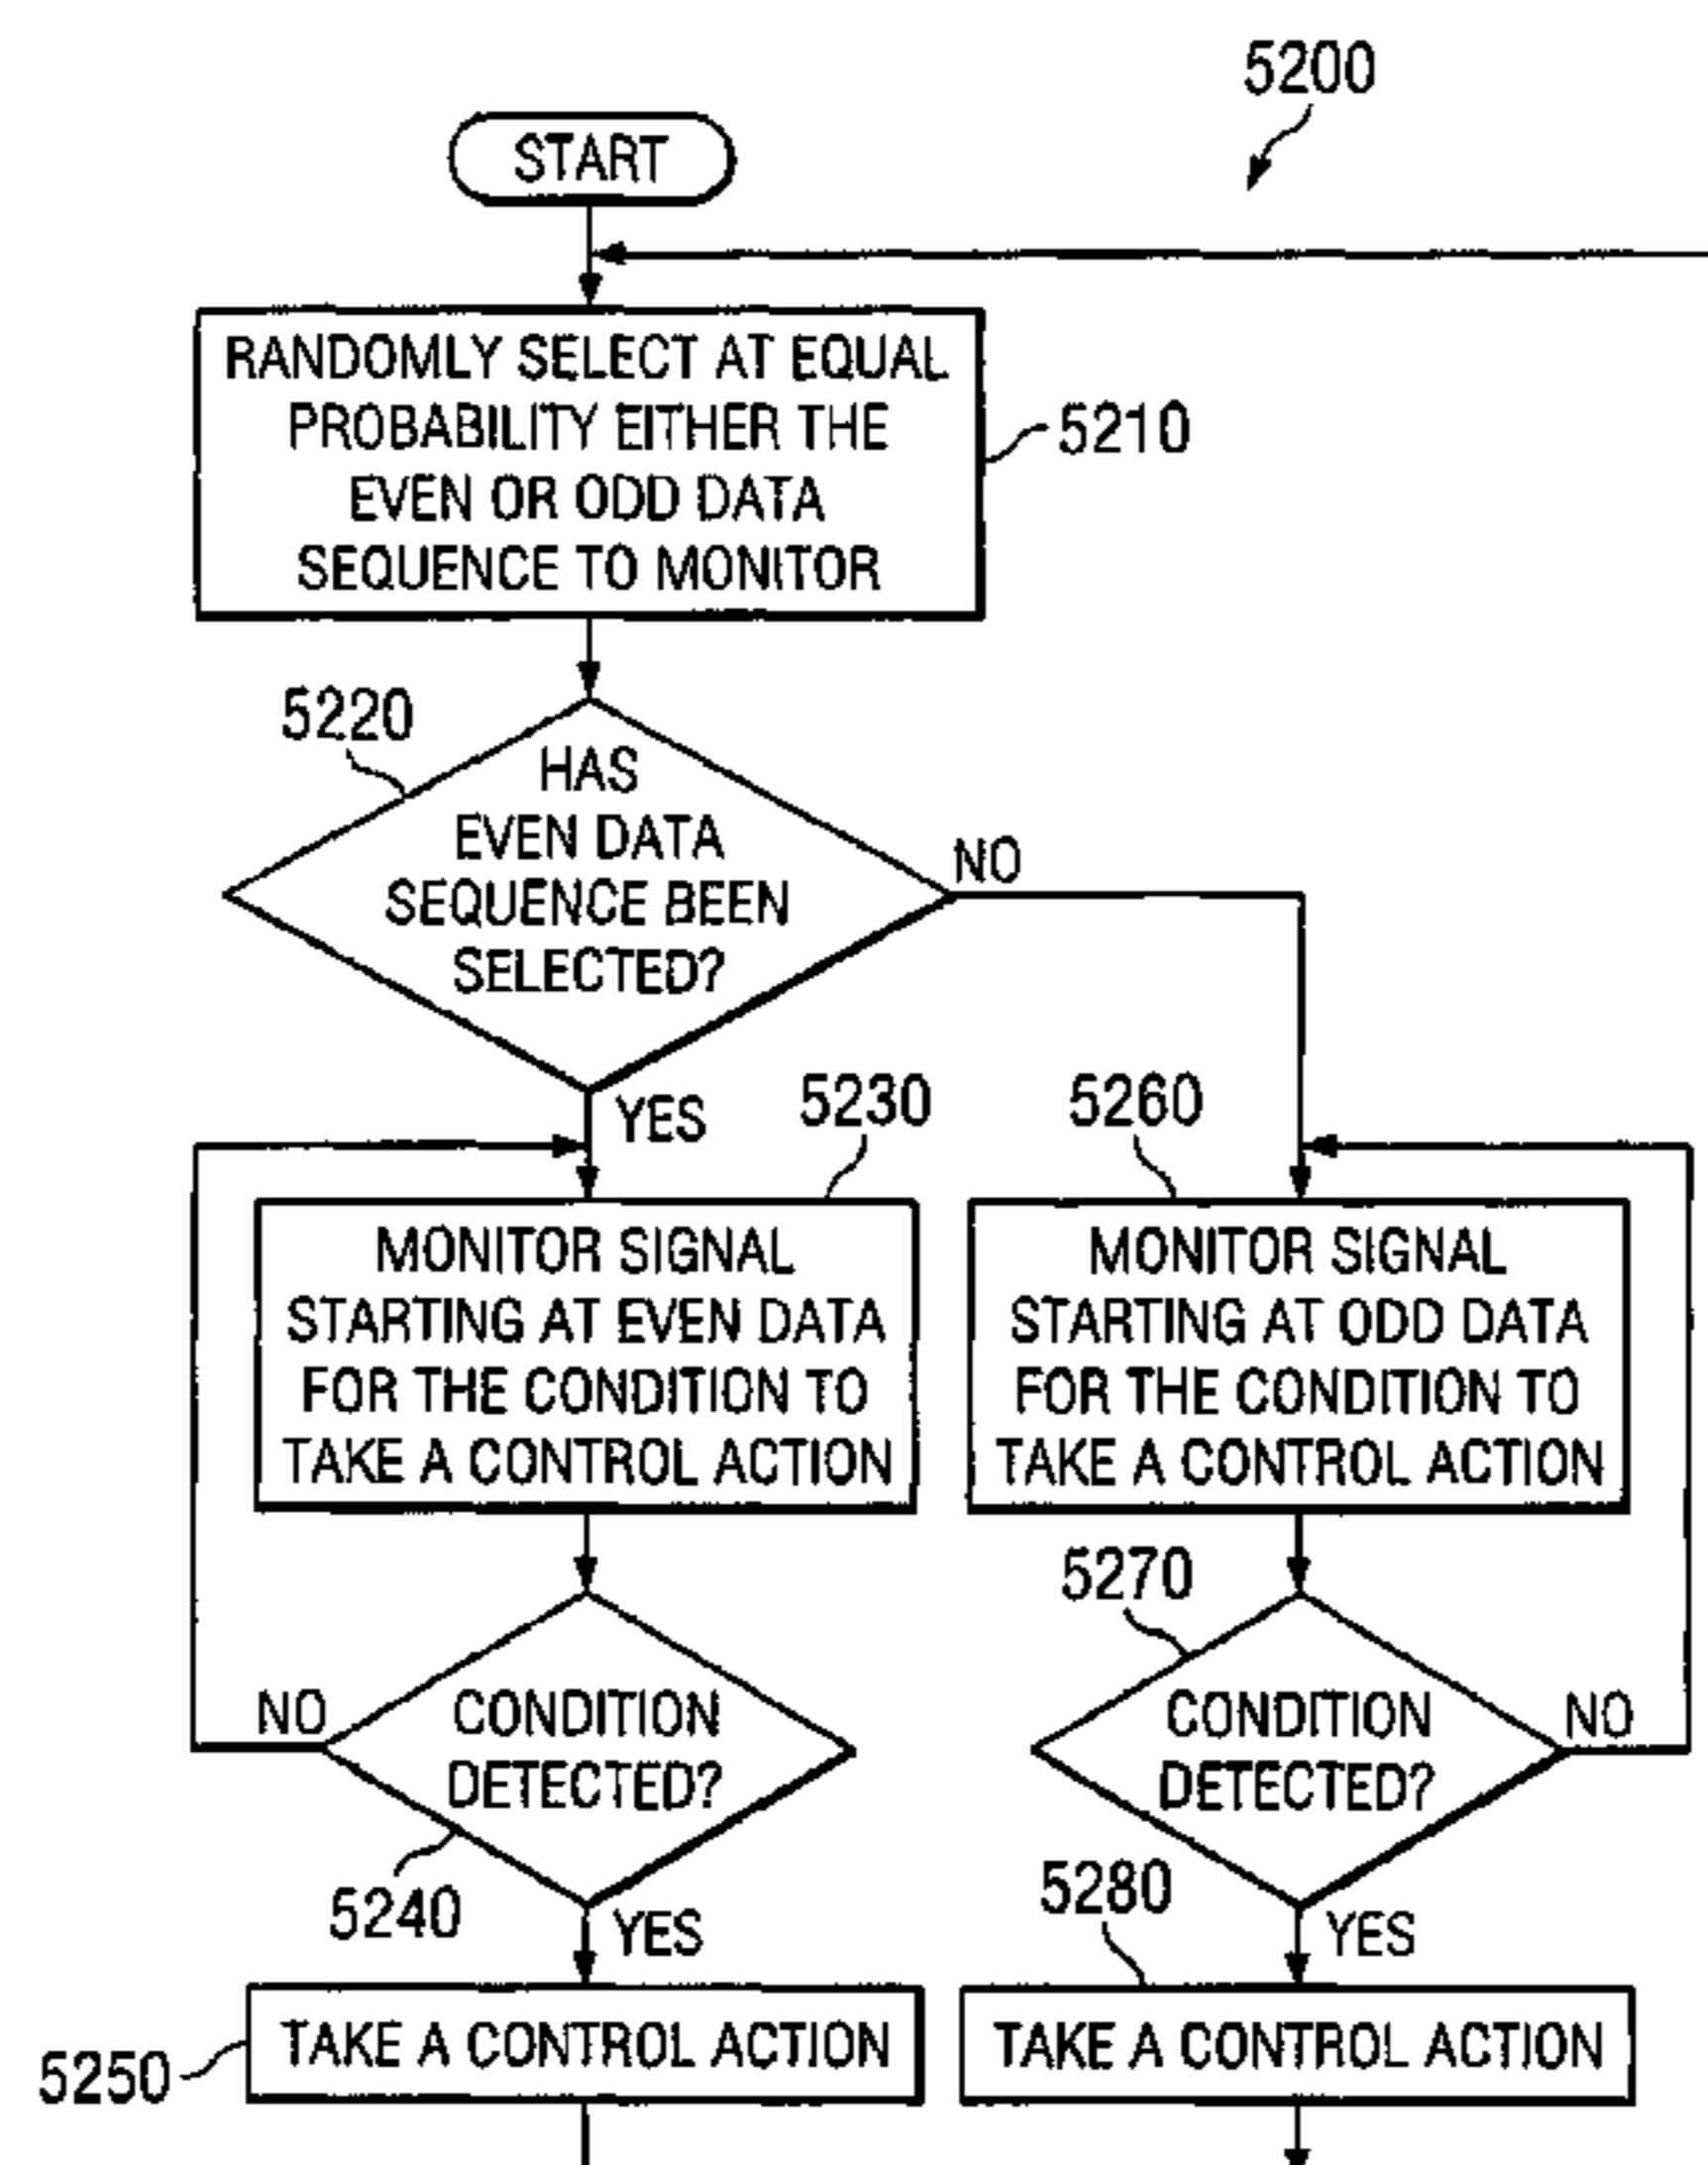 5200
START
RANDOMLY SELECT AT EQUAL
PROBABILITY EITHER THE
EVEN OR ODD DATA
SEQUENCE TO MONITOR
5210
5220
HAS
EVEN DATA
SEQUENCE BEEN
SELECTED?
NO
YES
5230
5260
MONITOR SIGNAL
STARTING AT EVEN DATA
FOR THE CONDITION TO
TAKE A CONTROL ACTION
MONITOR SIGNAL
STARTING AT ODD DATA
FOR THE CONDITION TO
TAKE A CONTROL ACTION
5270
NO
CONDITION
DETECTED?
CONDITION
DETECTED?
NO
5240
YES
5280
YES
5250
TAKE A CONTROL ACTION
TAKE A CONTROL ACTION